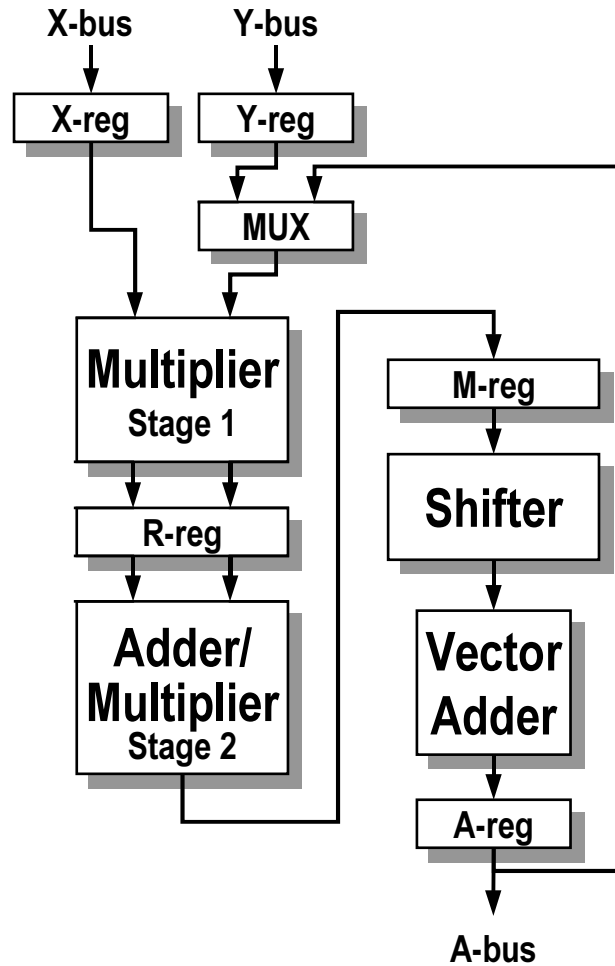 X-bus
Y-bus
X-reg
Y-reg
MUX
Multiplier
Stage 1
R-reg
Adder/
Multiplier
Stage 2
M-reg
Shifter
Vector
Adder
A-reg
A-bus